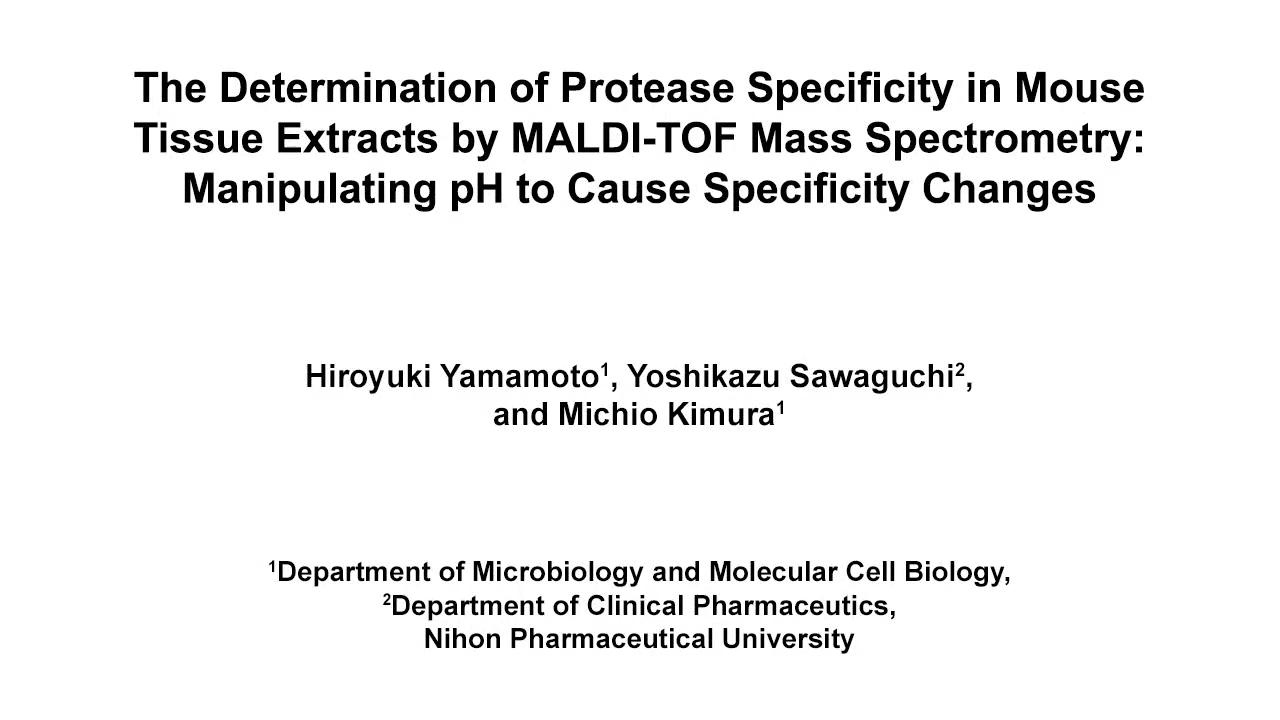 The Determination of Protease Specificity in Mouse
Tissue Extracts by MALDI-TOF Mass Spectrometry:
Manipulating pH to Cause Specificity Changes
Hiroyuki Yamamoto¹, Yoshikazu Sawaguchi²,
and Michio Kimura¹
¹Department of Microbiology and Molecular Cell Biology,
²Department of Clinical Pharmaceutics,
Nihon Pharmaceutical University